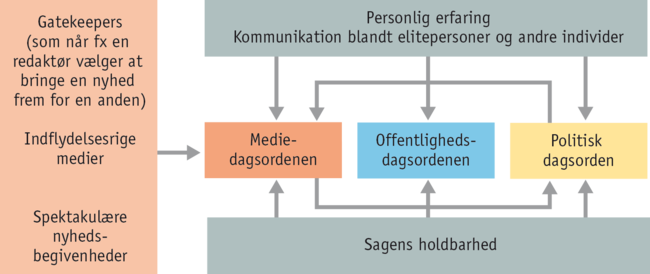 Gatekeepers
(som når fx en
redaktør vælger at
bringe en nyhed
frem for en anden)
Indflydelsesrige
medier
Spektakulære
nyheds-
begivenheder
Personlig erfaring
Kommunikation blandt elitepersoner og andre individer
Medie-
dagsordenen
Offentligheds-
dagsordenen
Politisk
dagsorden
Sagens holdbarhed